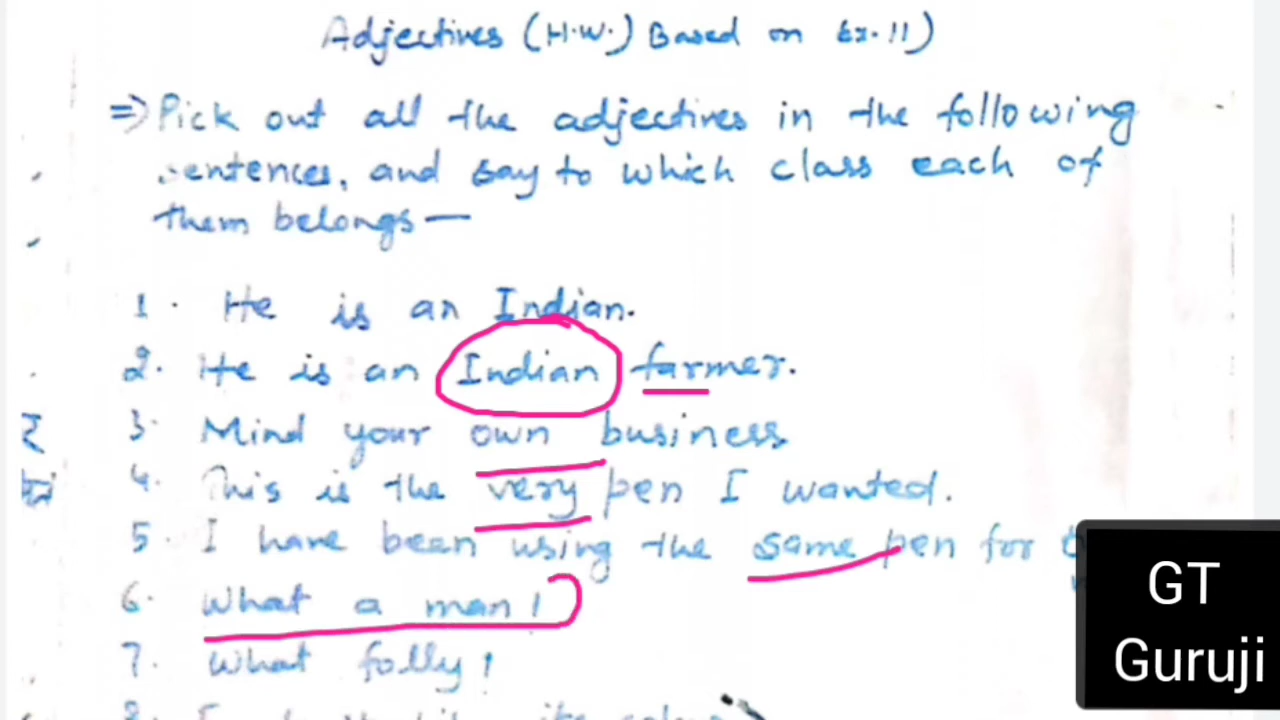 Adjectives (H.W.) Based on Ex. 11)
⇒ Pick out all the adjectives in the following
sentences, and say to which class each of
them belongs —
1. He is an Indian.
2. He is an Indian farmer.
3. Mind your own business
4. This is the very pen I wanted.
5. I have been using the same pen for
6. What a man!
7. What folly!
GT
Guruji